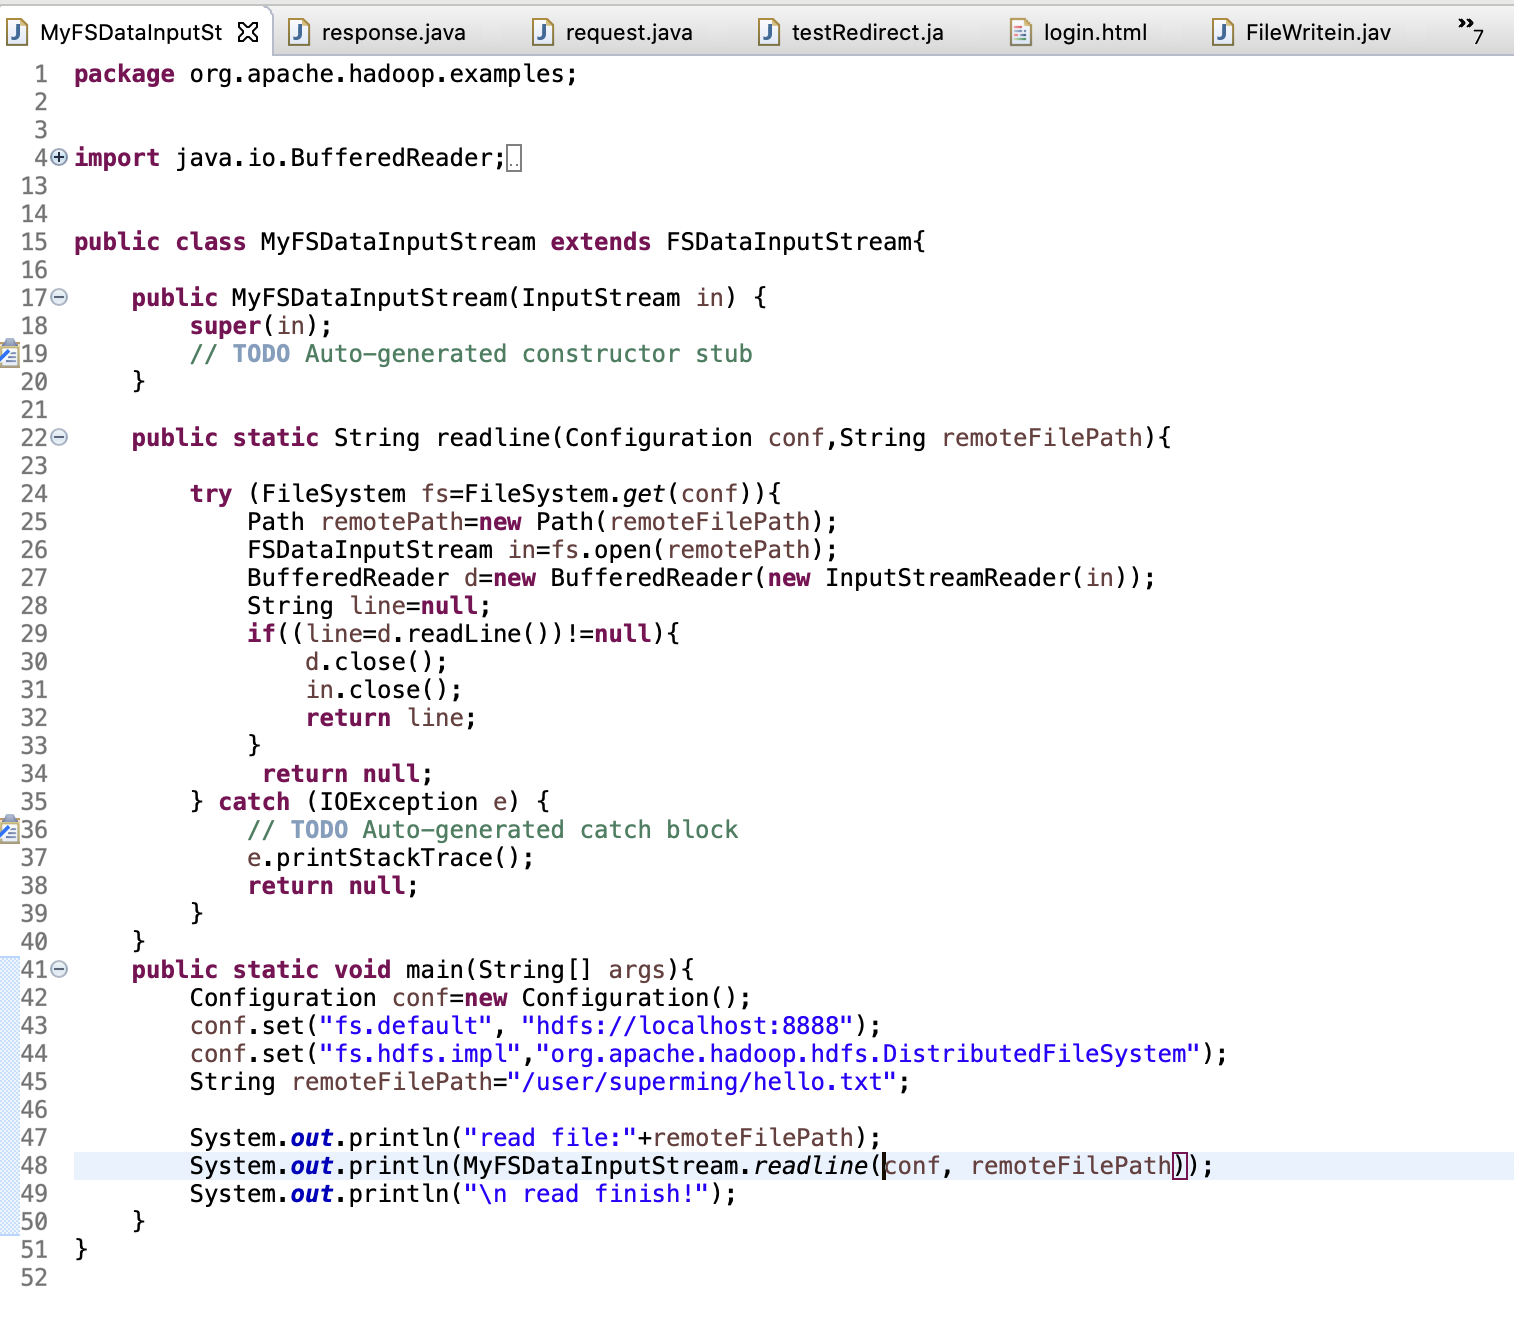 MyFSDataInputSt response.java request.java testRedirect.ja login.html FileWritein.jav »7
1 package org.apache.hadoop.examples;
2
3
4 import java.io.BufferedReader;
13
14
15 public class MyFSDataInputStream extends FSDataInputStream{
16
17 public MyFSDataInputStream(InputStream in) {
18 super(in);
19 // TODO Auto-generated constructor stub
20 }
21
22 public static String readline(Configuration conf,String remoteFilePath){
23
24 try (FileSystem fs=FileSystem.get(conf)){
25 Path remotePath=new Path(remoteFilePath);
26 FSDataInputStream in=fs.open(remotePath);
27 BufferedReader d=new BufferedReader(new InputStreamReader(in));
28 String line=null;
29 if((line=d.readLine())!=null){
30 d.close();
31 in.close();
32 return line;
33 }
34 return null;
35 } catch (IOException e) {
36 // TODO Auto-generated catch block
37 e.printStackTrace();
38 return null;
39 }
40 }
41 public static void main(String[] args){
42 Configuration conf=new Configuration();
43 conf.set("fs.default", "hdfs://localhost:8888");
44 conf.set("fs.hdfs.impl","org.apache.hadoop.hdfs.DistributedFileSystem");
45 String remoteFilePath="/user/superming/hello.txt";
46
47 System.out.println("read file:"+remoteFilePath);
48 System.out.println(MyFSDataInputStream.readline(conf, remoteFilePath));
49 System.out.println("\n read finish!");
50 }
51 }
52